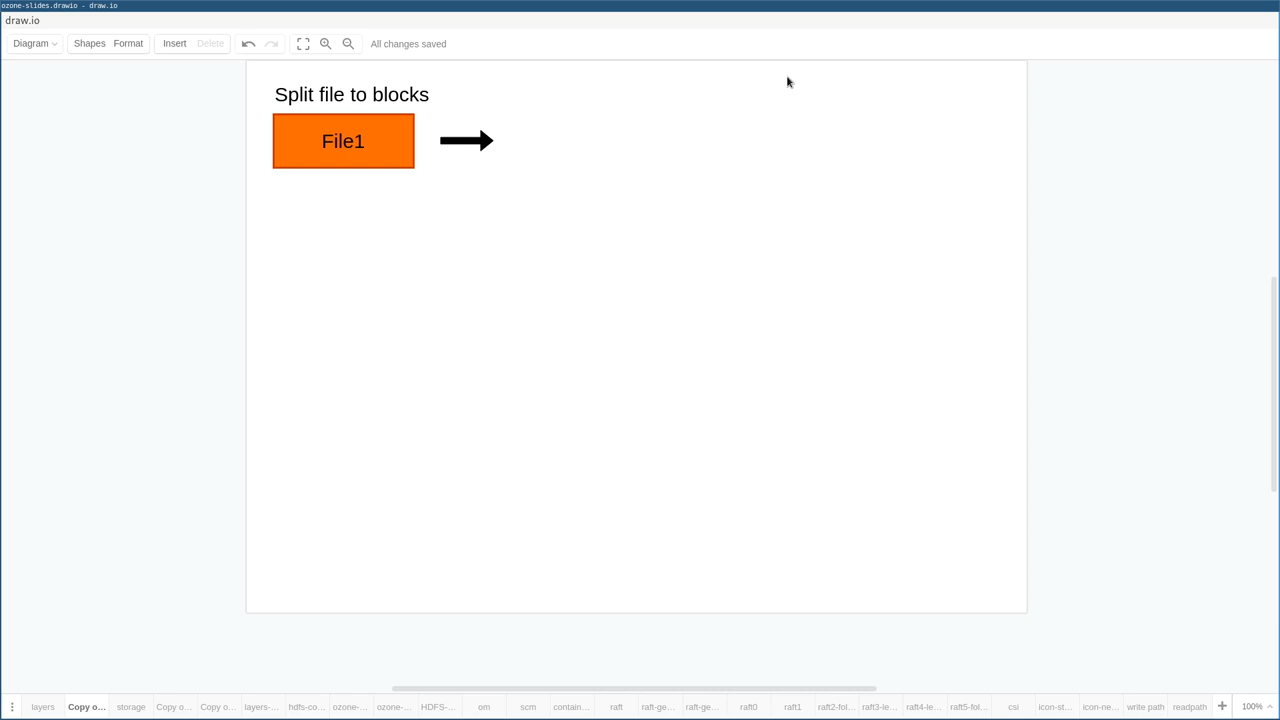 ozone-slides.drawio - draw.io
draw.io
Diagram Shapes Format Insert Delete All changes saved
Split file to blocks
File1
layers Copy o... storage Copy o... Copy o... layers-... hdfs-co... ozone-... ozone-... HDFS-... om scm contain... raft raft-ge... raft-ge... raft0 raft1 raft2-fol... raft3-le... raft4-le... raft5-fol... csi icon-st... icon-ne... write path readpath 100%